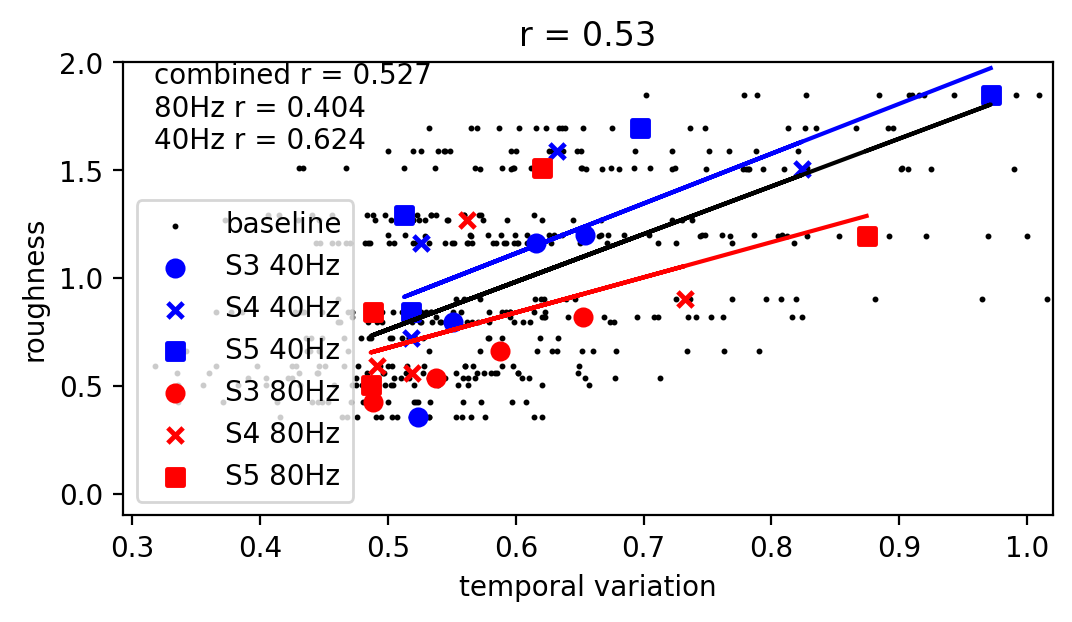 r = 0.53
combined r = 0.527
80Hz r = 0.404
40Hz r = 0.624
roughness
2.0
1.5
1.0
0.5
0.0
baseline
S3 40Hz
S4 40Hz
S5 40Hz
S3 80Hz
S4 80Hz
S5 80Hz
0.3 0.4 0.5 0.6 0.7 0.8 0.9 1.0
temporal variation